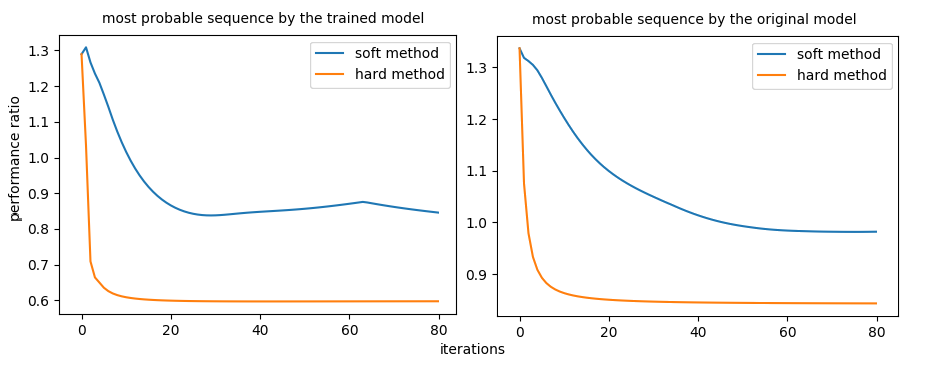 most probable sequence by the trained model
performance ratio
1.3
1.2
1.1
1.0
0.9
0.8
0.7
0.6
soft method
hard method
0
20
40
60
80
most probable sequence by the original model
1.3
1.2
1.1
1.0
0.9
soft method
hard method
0
20
40
60
80
iterations